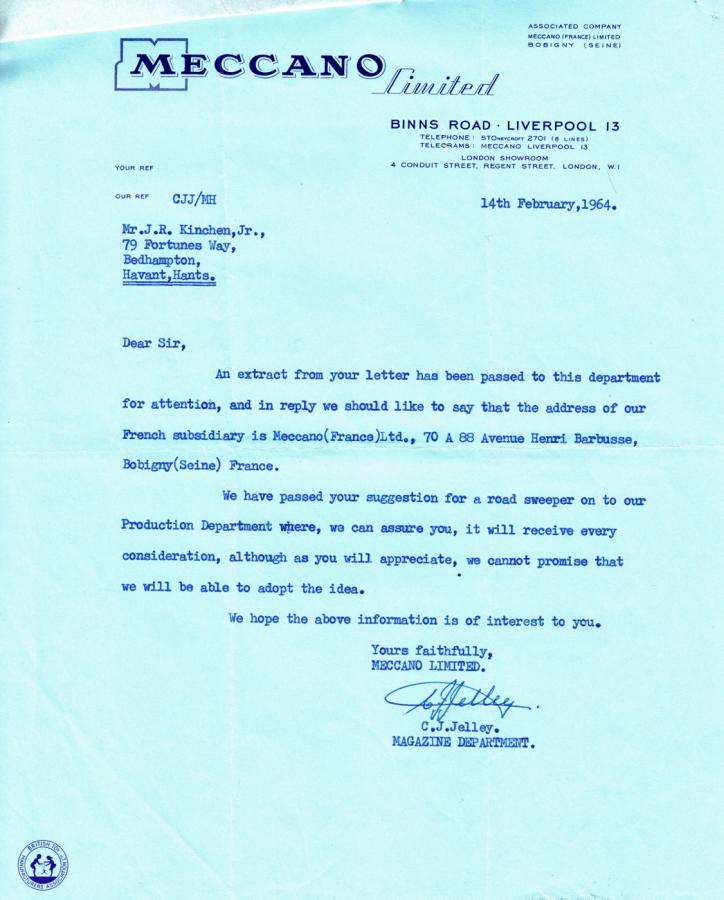 ASSOCIATED COMPANY
MECCANO (FRANCE) LIMITED
BOBIGNY (SEINE)
MECCANO Limited
BINNS ROAD · LIVERPOOL 13
TELEPHONE: STONEYCROFT 2701 (8 LINES)
TELEGRAMS: MECCANO LIVERPOOL 13
LONDON SHOWROOM
4 CONDUIT STREET, REGENT STREET, LONDON, W.1
YOUR REF
OUR REF CJJ/MH
14th February,1964.
Mr.J.R. Kinchen,Jr.,
79 Fortunes Way,
Bedhampton,
Havant,Hants.
Dear Sir,
An extract from your letter has been passed to this department
for attention, and in reply we should like to say that the address of our
French subsidiary is Meccano(France)Ltd., 70 A 88 Avenue Henri Barbusse,
Bobigny(Seine) France.
We have passed your suggestion for a road sweeper on to our
Production Department where, we can assure you, it will receive every
consideration, although as you will appreciate, we cannot promise that
we will be able to adopt the idea.
We hope the above information is of interest to you.
Yours faithfully,
MECCANO LIMITED.
C.J.Jelley.
C.J.Jelley.
MAGAZINE DEPARTMENT.
BRITISH TOY
MANUFACTURERS ASSOCIATION